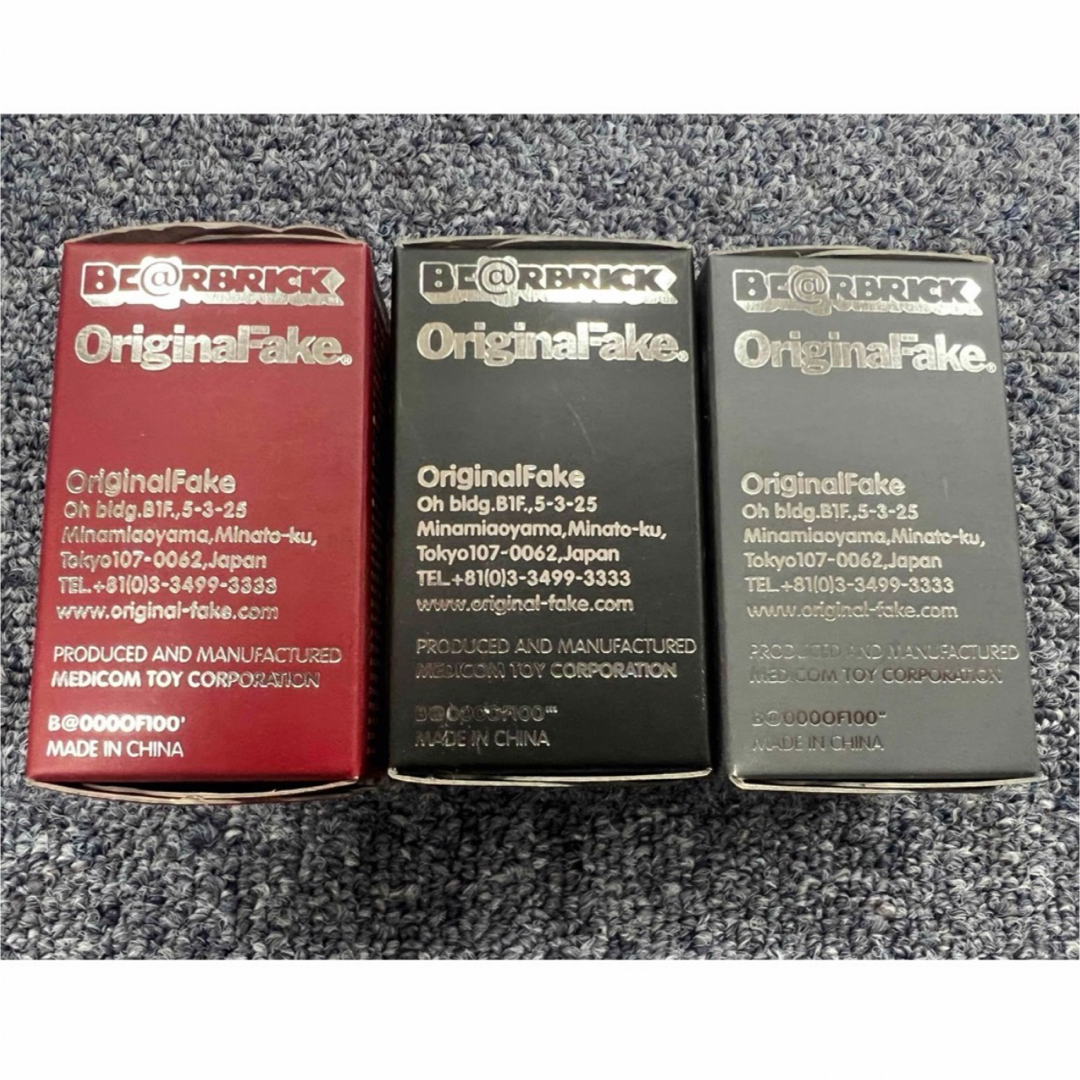 BE@RBRICK
OriginalFake®
OriginalFake
Oh bldg.B1F.,5-3-25
Minamiaoyama,Minato-ku,
Tokyo107-0062,Japan
TEL.+81(0)3-3499-3333
www.original-fake.com
PRODUCED AND MANUFACTURED
MEDICOM TOY CORPORATION
B@000OF100'
MADE IN CHINA
BE@RBRICK
OriginalFake®
OriginalFake
Oh bldg.B1F.,5-3-25
Minamiaoyama,Minato-ku,
Tokyo107-0062,Japan
TEL.+81(0)3-3499-3333
www.original-fake.com
PRODUCED AND MANUFACTURED
MEDICOM TOY CORPORATION
B@000OF100'''
MADE IN CHINA
BE@RBRICK
OriginalFake®
OriginalFake
Oh bldg.B1F.,5-3-25
Minamiaoyama,Minato-ku,
Tokyo107-0062,Japan
TEL.+81(0)3-3499-3333
www.original-fake.com
PRODUCED AND MANUFACTURED
MEDICOM TOY CORPORATION
B@000OF100''
MADE IN CHINA